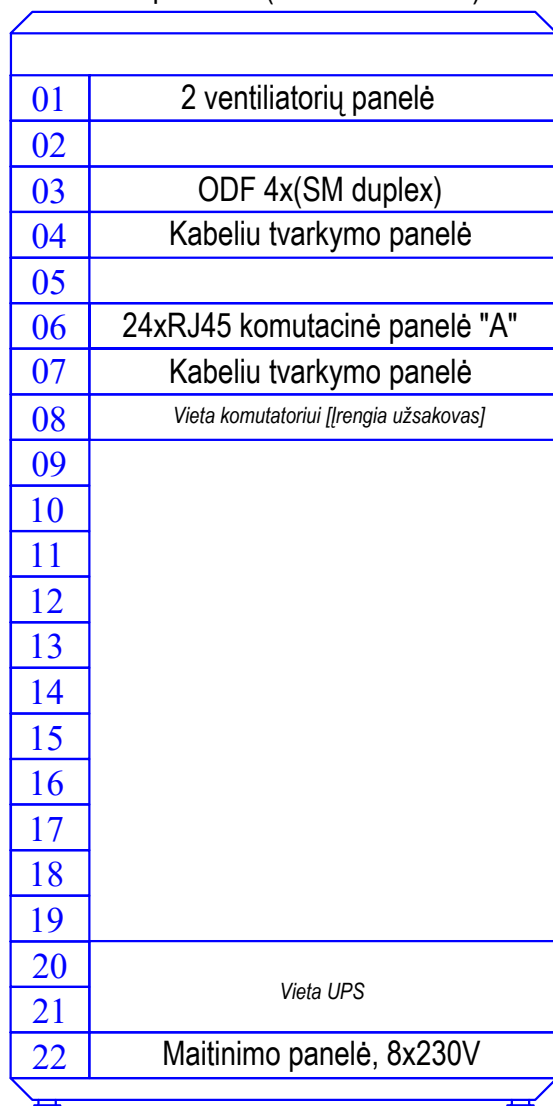 01 2 ventiliatorių panelė
02
03 ODF 4x(SM duplex)
04 Kabeliu tvarkymo panelė
05
06 24xRJ45 komutacinė panelė "A"
07 Kabeliu tvarkymo panelė
08 Vieta komutatoriui [Įrengia užsakovas]
09
10
11
12
13
14
15
16
17
18
19
20
Vieta UPS
21
22 Maitinimo panelė, 8x230V